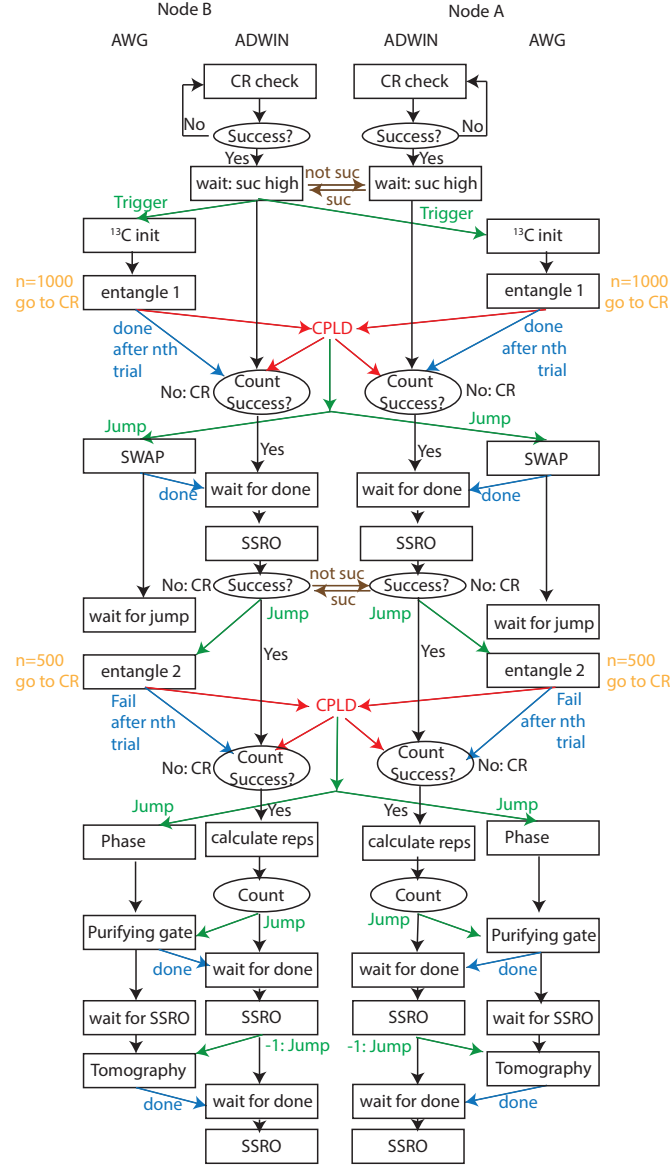 Node B
Node A
AWG
ADWIN
ADWIN
AWG
CR check
CR check
No
No
Success?
Success?
Yes
Yes
not suc
wait: suc high
wait: suc high
suc
Trigger
Trigger
¹³C init
¹³C init
n=1000
go to CR
entangle 1
entangle 1
n=1000
go to CR
done
after nth
trial
CPLD
done
after nth
trial
Count
Success?
Count
Success?
No: CR
No: CR
Jump
Jump
Yes
Yes
SWAP
SWAP
done
wait for done
wait for done
done
SSRO
SSRO
not suc
No: CR
Success?
Success?
No: CR
suc
wait for jump
Jump
Jump
wait for jump
Yes
Yes
n=500
go to CR
entangle 2
entangle 2
n=500
go to CR
Fail
after nth
trial
CPLD
Fail
after nth
trial
Count
Success?
Count
Success?
No: CR
No: CR
Jump
Yes
Yes
Jump
Phase
calculate reps
calculate reps
Phase
Count
Count
Jump
Jump
Purifying gate
Purifying gate
done
wait for done
wait for done
done
wait for SSRO
SSRO
SSRO
wait for SSRO
-1: Jump
-1: Jump
Tomography
Tomography
done
wait for done
wait for done
done
SSRO
SSRO